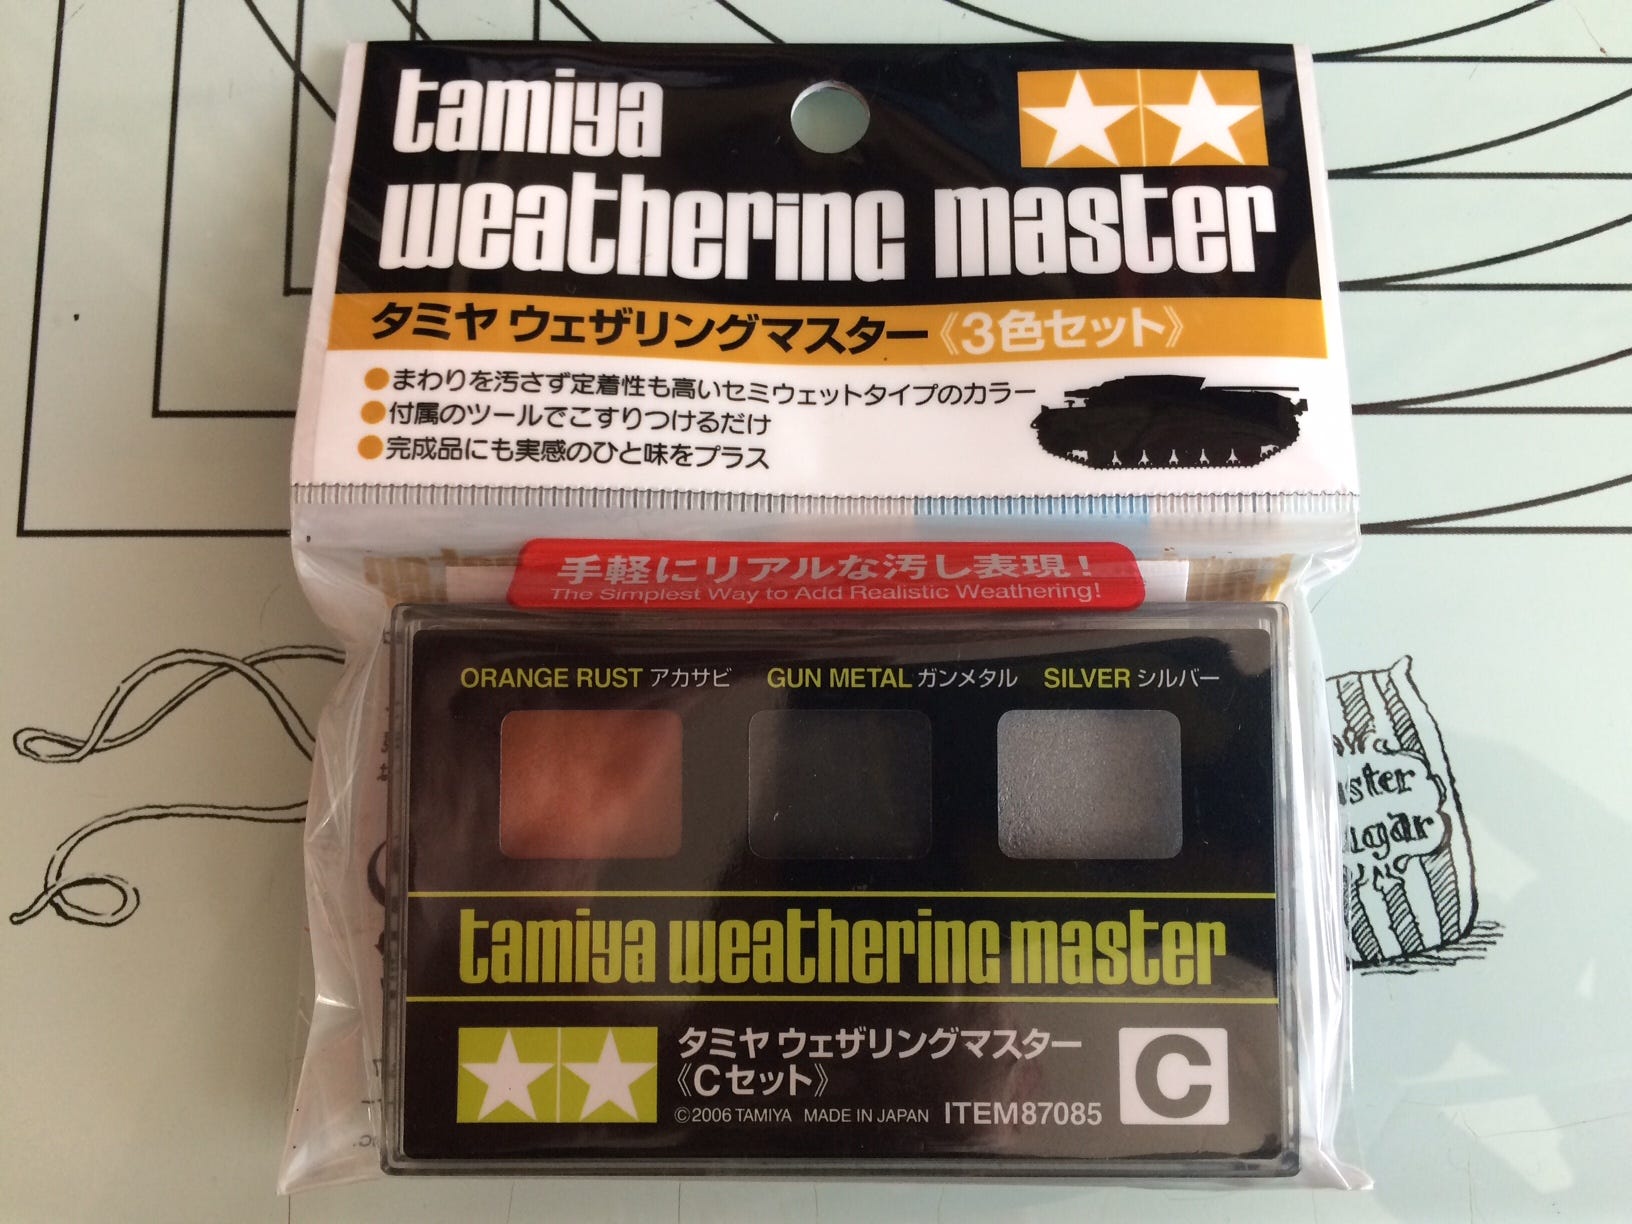 tamiya
weathering master
タミヤ ウェザリングマスター《3色セット》
●まわりを汚さず定着性も高いセミウェットタイプのカラー
●付属のツールでこすりつけるだけ
●完成品にも実感のひと味をプラス
手軽にリアルな汚し表現!
The Simplest Way to Add Realistic Weathering!
ORANGE RUST アカサビ GUN METAL ガンメタル SILVER シルバー
tamiya weathering master
タミヤ ウェザリングマスター
《Cセット》
C
©2006 TAMIYA MADE IN JAPAN ITEM87085